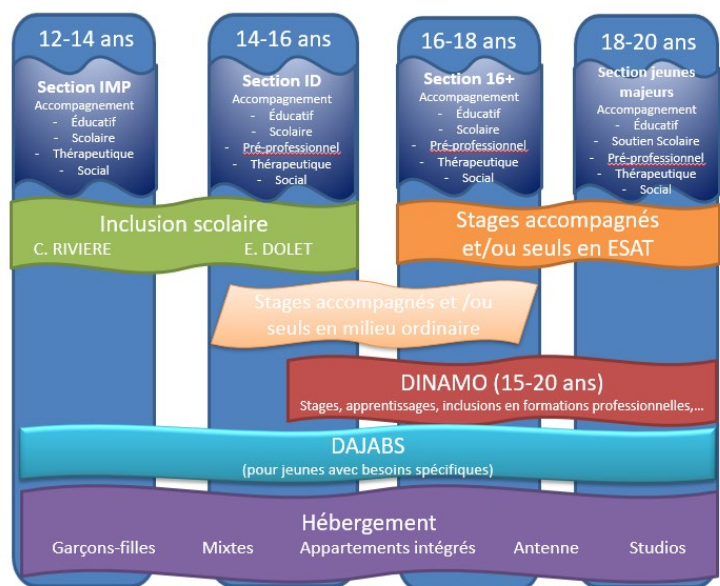 12-14 ans
Section IMP
Accompagnement
- Éducatif
- Scolaire
- Thérapeutique
- Social
14-16 ans
Section ID
Accompagnement
- Éducatif
- Scolaire
- Pré-professionnel
- Thérapeutique
- Social
16-18 ans
Section 16+
Accompagnement
- Éducatif
- Scolaire
- Pré-professionnel
- Thérapeutique
- Social
18-20 ans
Section jeunes
majeurs
Accompagnement
- Éducatif
- Soutien Scolaire
- Pré-professionnel
- Thérapeutique
- Social
Inclusion scolaire
C. RIVIERE E. DOLET
Stages accompagnés
et/ou seuls en ESAT
Stages accompagnés et /ou
seuls en milieu ordinaire
DINAMO (15-20 ans)
Stages, apprentissages, inclusions en formations professionnelles,...
DAJABS
(pour jeunes avec besoins spécifiques)
Hébergement
Garçons-filles Mixtes Appartements intégrés Antenne Studios